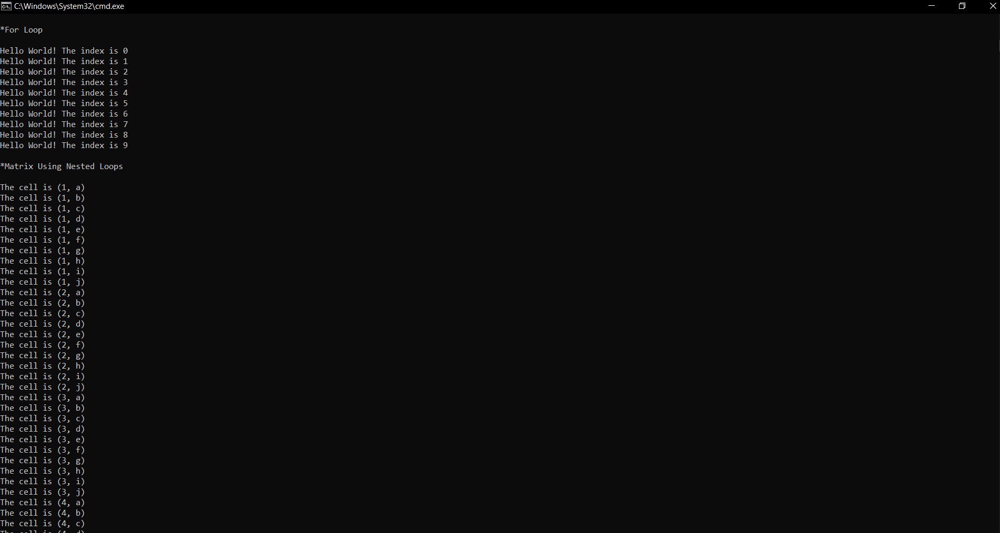 C:\Windows\System32\cmd.exe
*For Loop
Hello World! The index is 0
Hello World! The index is 1
Hello World! The index is 2
Hello World! The index is 3
Hello World! The index is 4
Hello World! The index is 5
Hello World! The index is 6
Hello World! The index is 7
Hello World! The index is 8
Hello World! The index is 9
*Matrix Using Nested Loops
The cell is (1, a)
The cell is (1, b)
The cell is (1, c)
The cell is (1, d)
The cell is (1, e)
The cell is (1, f)
The cell is (1, g)
The cell is (1, h)
The cell is (1, i)
The cell is (1, j)
The cell is (2, a)
The cell is (2, b)
The cell is (2, c)
The cell is (2, d)
The cell is (2, e)
The cell is (2, f)
The cell is (2, g)
The cell is (2, h)
The cell is (2, i)
The cell is (2, j)
The cell is (3, a)
The cell is (3, b)
The cell is (3, c)
The cell is (3, d)
The cell is (3, e)
The cell is (3, f)
The cell is (3, g)
The cell is (3, h)
The cell is (3, i)
The cell is (3, j)
The cell is (4, a)
The cell is (4, b)
The cell is (4, c)
The cell is (4, d)